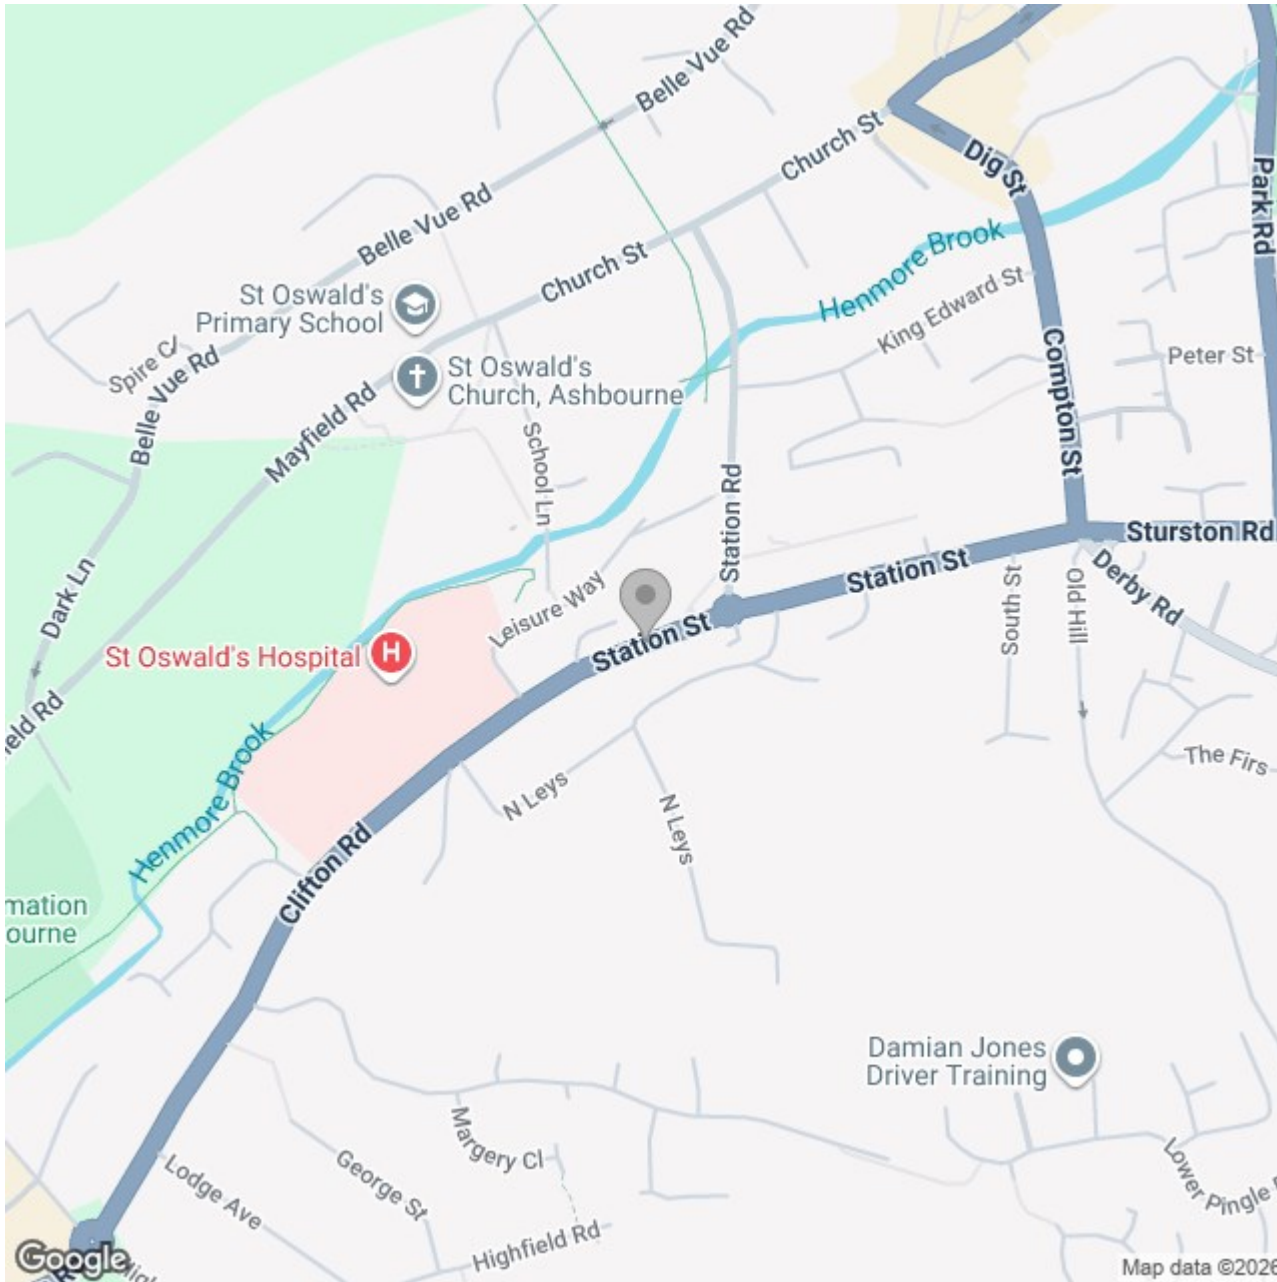 Belle Vue Rd
Church St
Dig St
Park Rd
Belle Vue Rd
Henmore Brook
Church St
St Oswald's
Primary School
King Edward St
Spire Cl
Belle Vue Rd
Peter St
St Oswald's
Church, Ashbourne
Compton St
Mayfield Rd
School Ln
Station Rd
Sturston Rd
Station St
Derby Rd
Dark Ln
Leisure Way
South St
Old Hill
Station St
St Oswald's Hospital
H
ield Rd
Henmore Brook
N Leys
The Firs
N Leys
Clifton Rd
mation
ourne
Damian Jones
Driver Training
Margery Cl
George St
Lodge Ave
Lower Pingle
Highfield Rd
Google
Map data ©2026